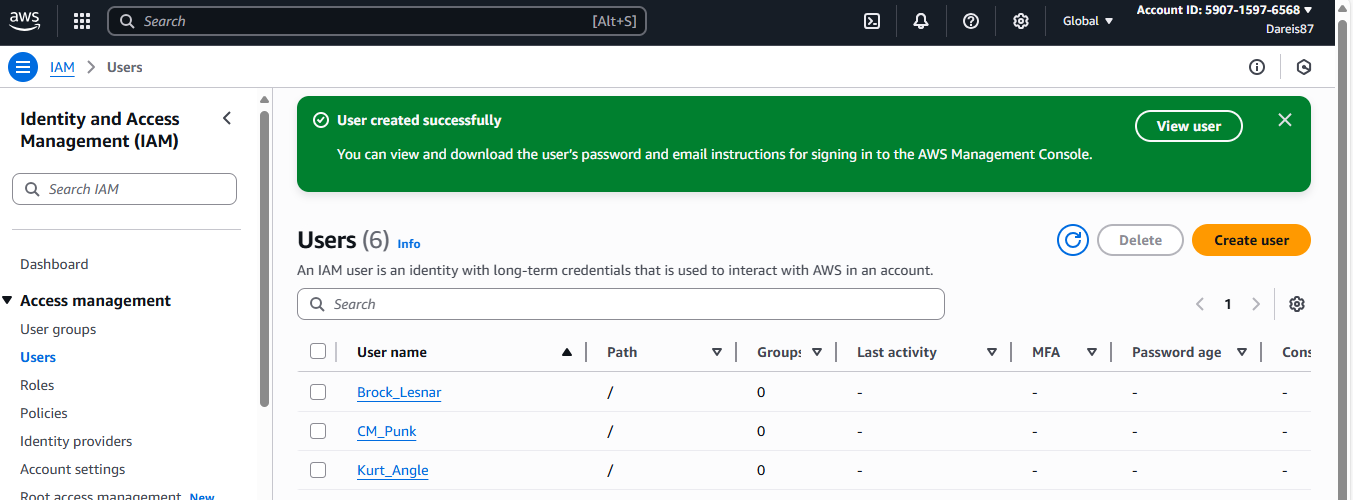 aws
Search [Alt+S] Global Account ID: 5907-1597-6568
Dareis87
IAM > Users
Identity and Access
Management (IAM)
Search IAM
Dashboard
Access management
User groups
Users
Roles
Policies
Identity providers
Account settings
Root access management New
User created successfully
View user
You can view and download the user's password and email instructions for signing in to the AWS Management Console.
Users (6) Info
Delete Create user
An IAM user is an identity with long-term credentials that is used to interact with AWS in an account.
Search
1
User name Path Groups Last activity MFA Password age Cons
Brock_Lesnar / 0 - - - -
CM_Punk / 0 - - - -
Kurt_Angle / 0 - - - -